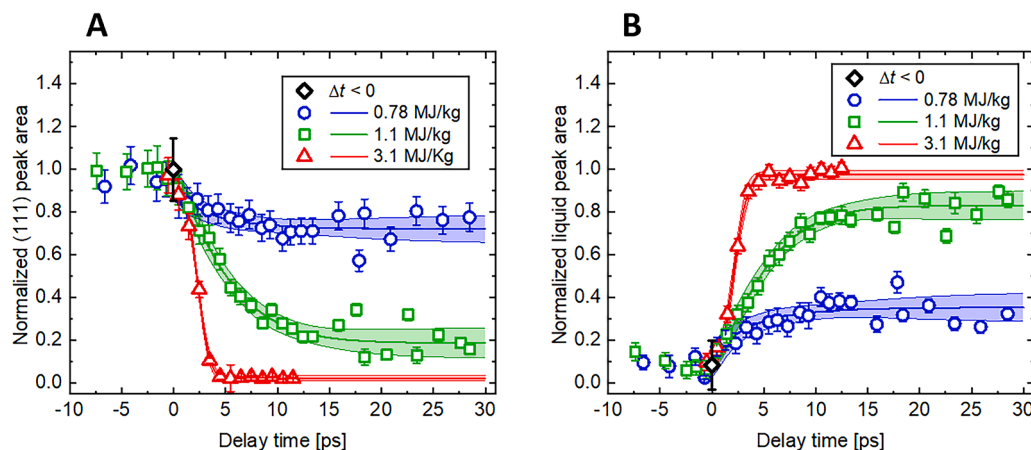 A
Normalized (111) peak area
1.4
1.2
1.0
0.8
0.6
0.4
0.2
0.0
Δt < 0
0.78 MJ/kg
1.1 MJ/kg
3.1 MJ/Kg
-10 -5 0 5 10 15 20 25 30
Delay time [ps]
B
Normalized liquid peak area
1.4
1.2
1.0
0.8
0.6
0.4
0.2
0.0
Δt < 0
0.78 MJ/kg
1.1 MJ/kg
3.1 MJ/kg
-10 -5 0 5 10 15 20 25 30
Delay time [ps]